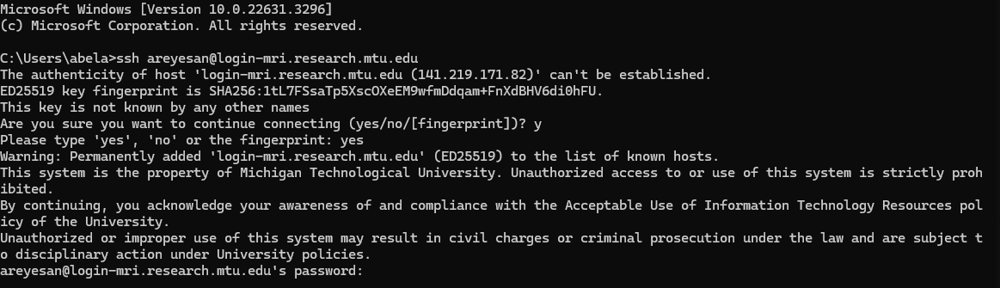 Microsoft Windows [Version 10.0.22631.3296]
(c) Microsoft Corporation. All rights reserved.
C:\Users\abela>ssh areyesan@login-mri.research.mtu.edu
The authenticity of host 'login-mri.research.mtu.edu (141.219.171.82)' can't be established.
ED25519 key fingerprint is SHA256:1tL7FSsaTp5XscOXeEM9wfmDdqam+FnXdBHV6di0hFU.
This key is not known by any other names
Are you sure you want to continue connecting (yes/no/[fingerprint])? y
Please type 'yes', 'no' or the fingerprint: yes
Warning: Permanently added 'login-mri.research.mtu.edu' (ED25519) to the list of known hosts.
This system is the property of Michigan Technological University. Unauthorized access to or use of this system is strictly proh
ibited.
By continuing, you acknowledge your awareness of and compliance with the Acceptable Use of Information Technology Resources pol
icy of the University.
Unauthorized or improper use of this system may result in civil charges or criminal prosecution under the law and are subject t
o disciplinary action under University policies.
areyesan@login-mri.research.mtu.edu's password: